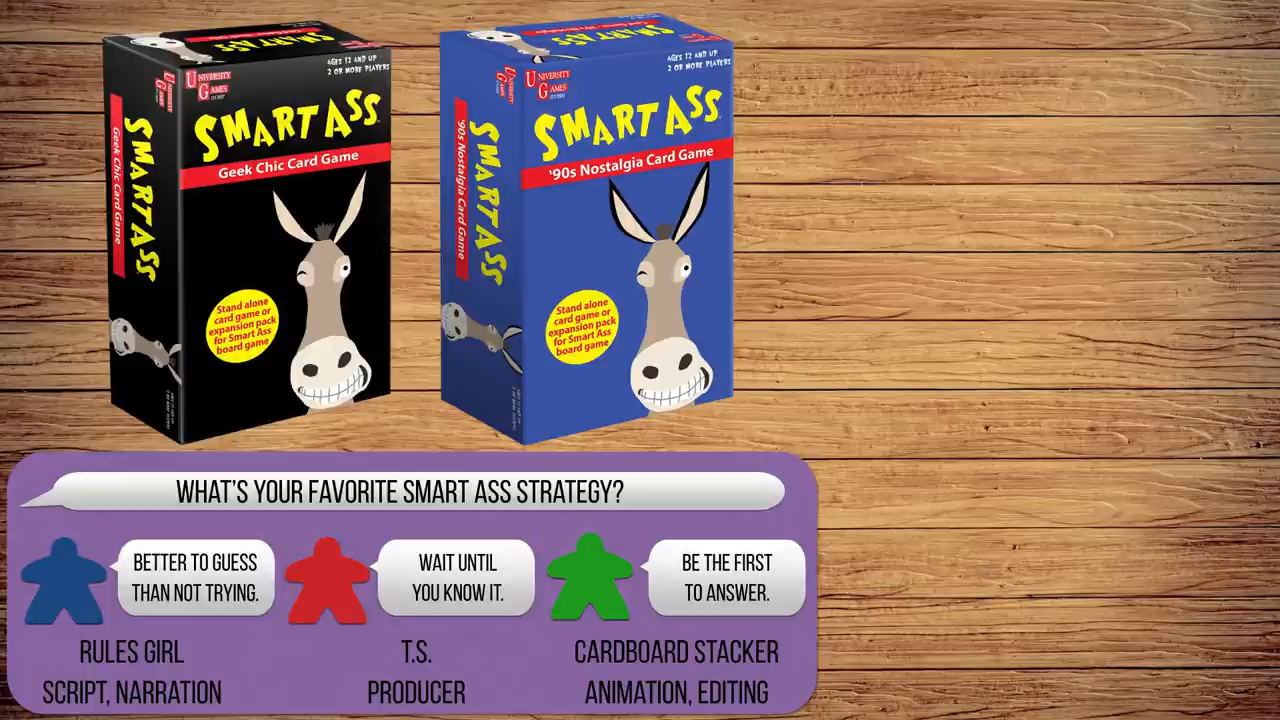 AGES 12 AND UP
2 OR MORE PLAYERS
UNIVERSITY
GAMES
01397
SMART ASS
Geek Chic Card Game
SMART ASS
Geek Chic Card Game
Stand alone
card game or
expansion pack
for Smart Ass
board game
AGES 12 AND UP
2 OR MORE PLAYERS
UNIVERSITY
GAMES
SMART ASS
'90s Nostalgia Card Game
SMART ASS
'90s Nostalgia Card Game
Stand alone
card game or
expansion pack
for Smart Ass
board game
WHAT'S YOUR FAVORITE SMART ASS STRATEGY?
BETTER TO GUESS
THAN NOT TRYING.
WAIT UNTIL
YOU KNOW IT.
BE THE FIRST
TO ANSWER.
RULES GIRL
SCRIPT, NARRATION
T.S.
PRODUCER
CARDBOARD STACKER
ANIMATION, EDITING